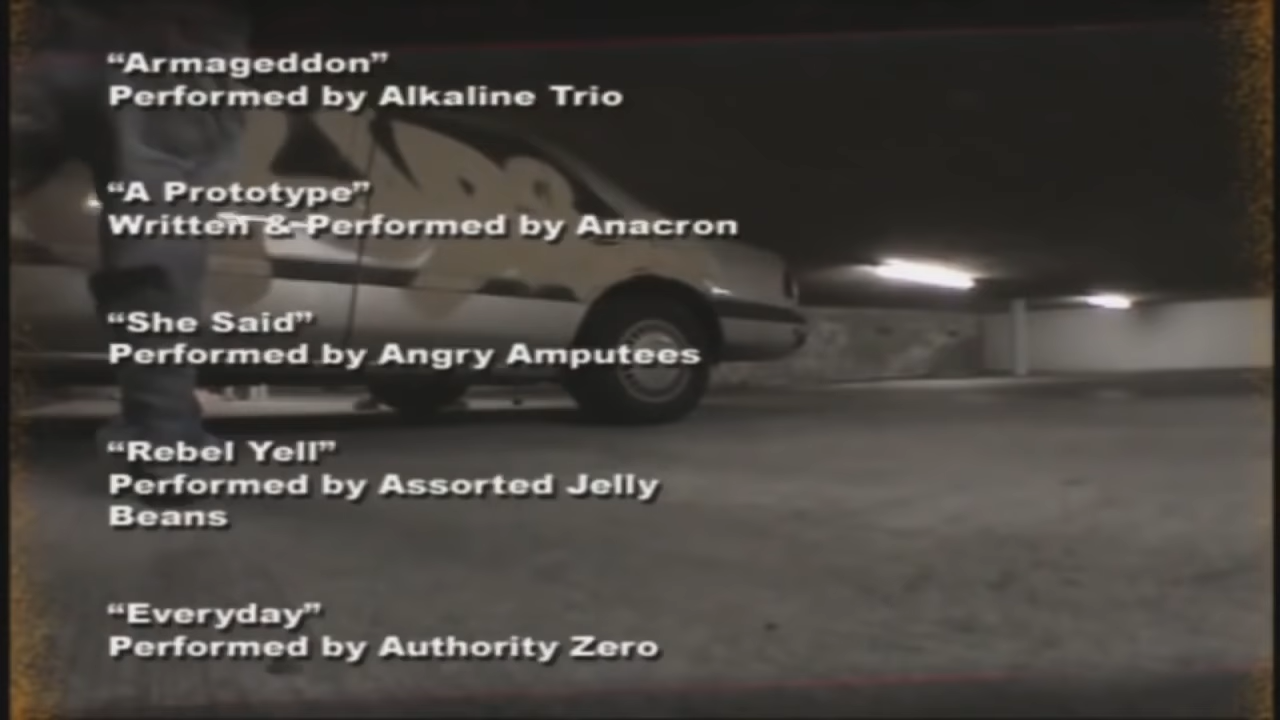 “Armageddon”
Performed by Alkaline Trio
“A Prototype”
Written & Performed by Anacron
“She Said”
Performed by Angry Amputees
“Rebel Yell”
Performed by Assorted Jelly
Beans
“Everyday”
Performed by Authority Zero